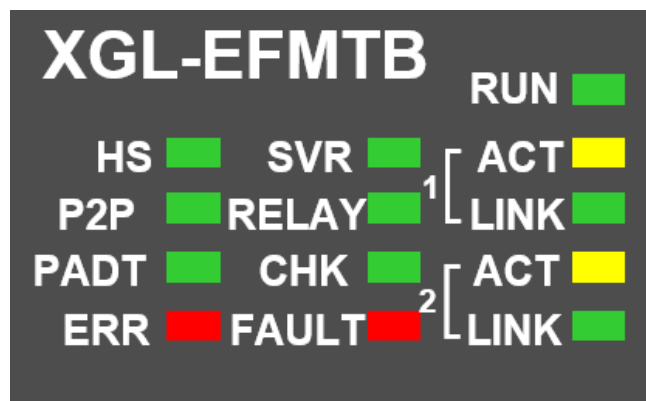 XGL-EFMTB
RUN
HS SVR ACT
P2P RELAY 1 LINK
PADT CHK ACT
ERR FAULT 2 LINK